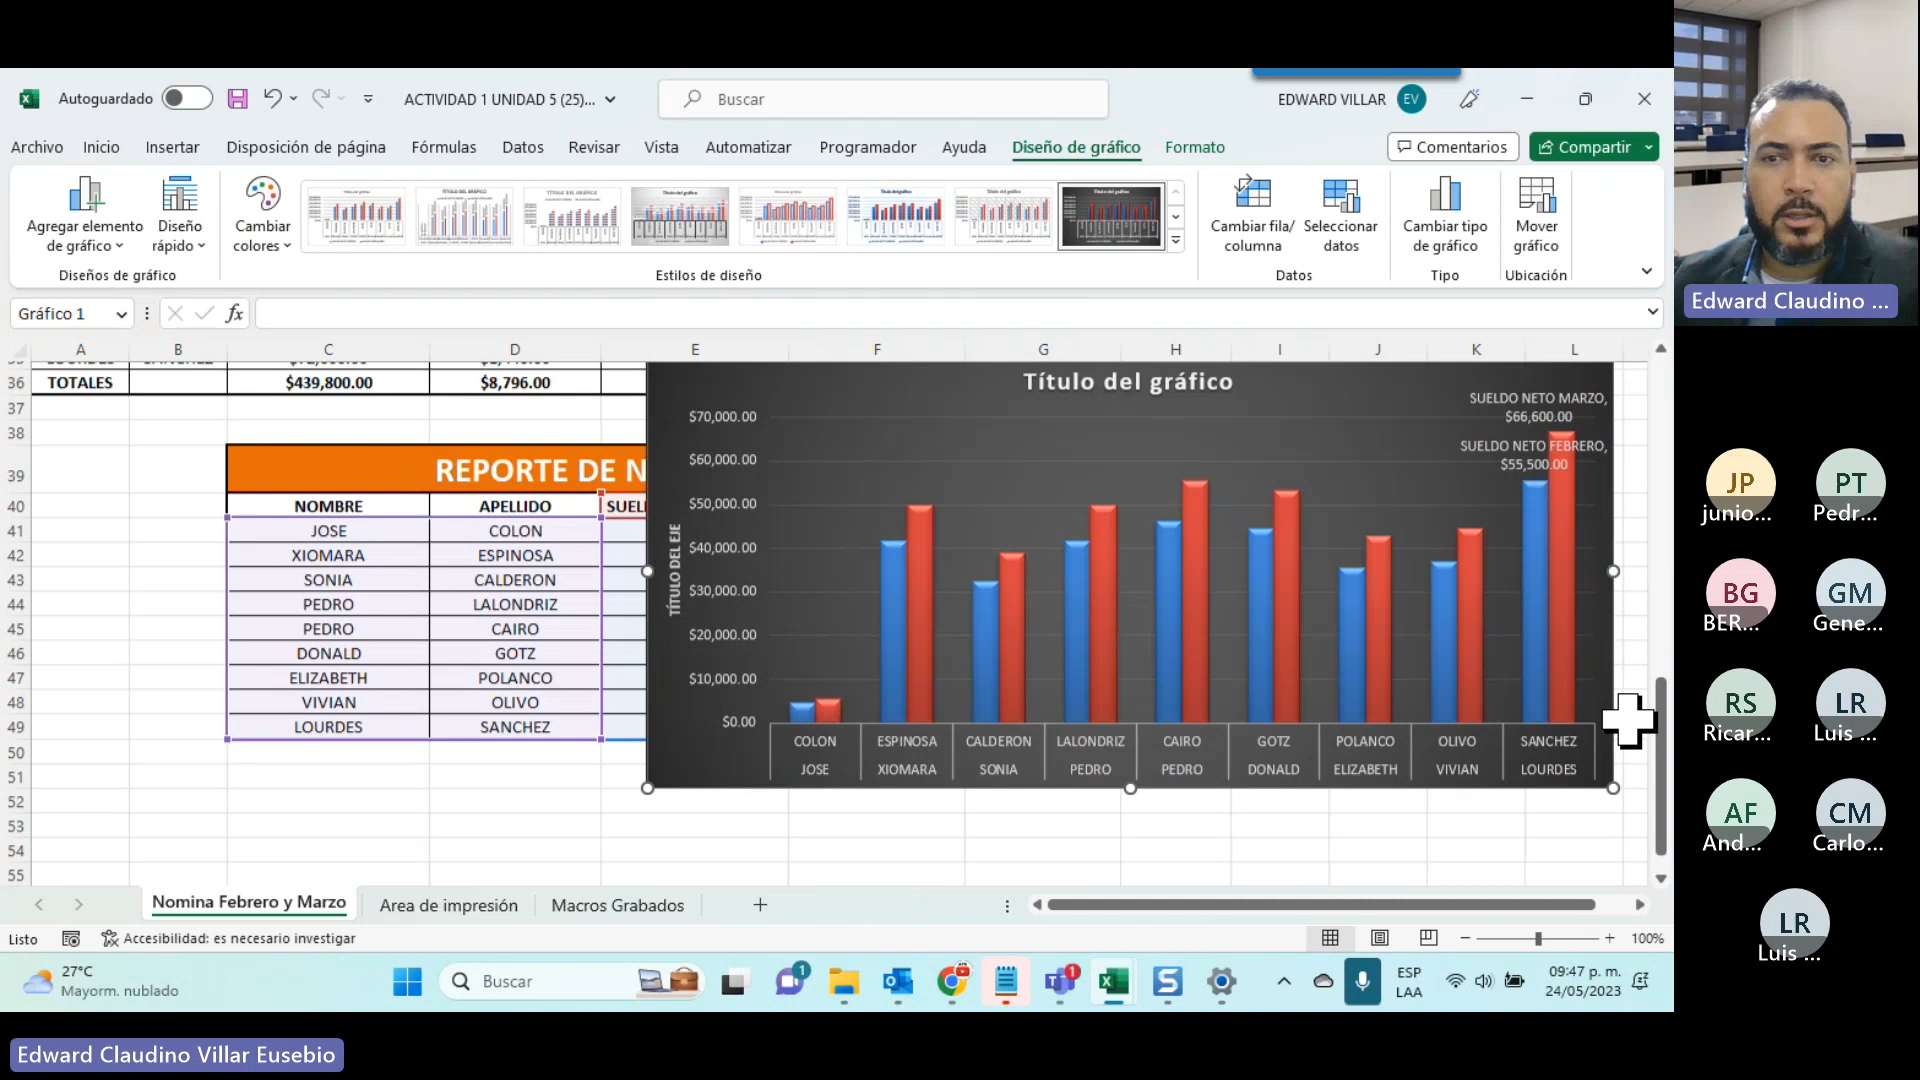 Autoguardado
ACTIVIDAD 1 UNIDAD 5 (25)...
Buscar
EDWARD VILLAR EV
Archivo Inicio Insertar Disposición de página Fórmulas Datos Revisar Vista Automatizar Programador Ayuda Diseño de gráfico Formato
Comentarios Compartir
Agregar elemento de gráfico
Diseño rápido
Cambiar colores
Cambiar fila/ columna
Seleccionar datos
Cambiar tipo de gráfico
Mover gráfico
Diseños de gráfico Estilos de diseño Datos Tipo Ubicación
Gráfico 1 fx
A B C D E F G H I J K L
36 TOTALES $439,800.00 $8,796.00
37
38
39 REPORTE DE N
40 NOMBRE APELLIDO SUEL
41 JOSE COLON
42 XIOMARA ESPINOSA
43 SONIA CALDERON
44 PEDRO LALONDRIZ
45 PEDRO CAIRO
46 DONALD GOTZ
47 ELIZABETH POLANCO
48 VIVIAN OLIVO
49 LOURDES SANCHEZ
50
51
52
53
54
55
Título del gráfico
SUELDO NETO MARZO,
$66,600.00
SUELDO NETO FEBRERO,
$55,500.00
TÍTULO DEL EJE
$70,000.00
$60,000.00
$50,000.00
$40,000.00
$30,000.00
$20,000.00
$10,000.00
$0.00
COLON ESPINOSA CALDERON LALONDRIZ CAIRO GOTZ POLANCO OLIVO SANCHEZ
JOSE XIOMARA SONIA PEDRO PEDRO DONALD ELIZABETH VIVIAN LOURDES
Nomina Febrero y Marzo Area de impresión Macros Grabados
Listo Accesibilidad: es necesario investigar 100%
27°C
Mayorm. nublado
Buscar
1
1
ESP
LAA
09:47 p. m.
24/05/2023
Edward Claudino ...
JP
junio...
PT
Pedr...
BG
BER...
GM
Gene...
RS
Ricar...
LR
Luis ...
AF
And...
CM
Carlo...
LR
Luis ...
Edward Claudino Villar Eusebio